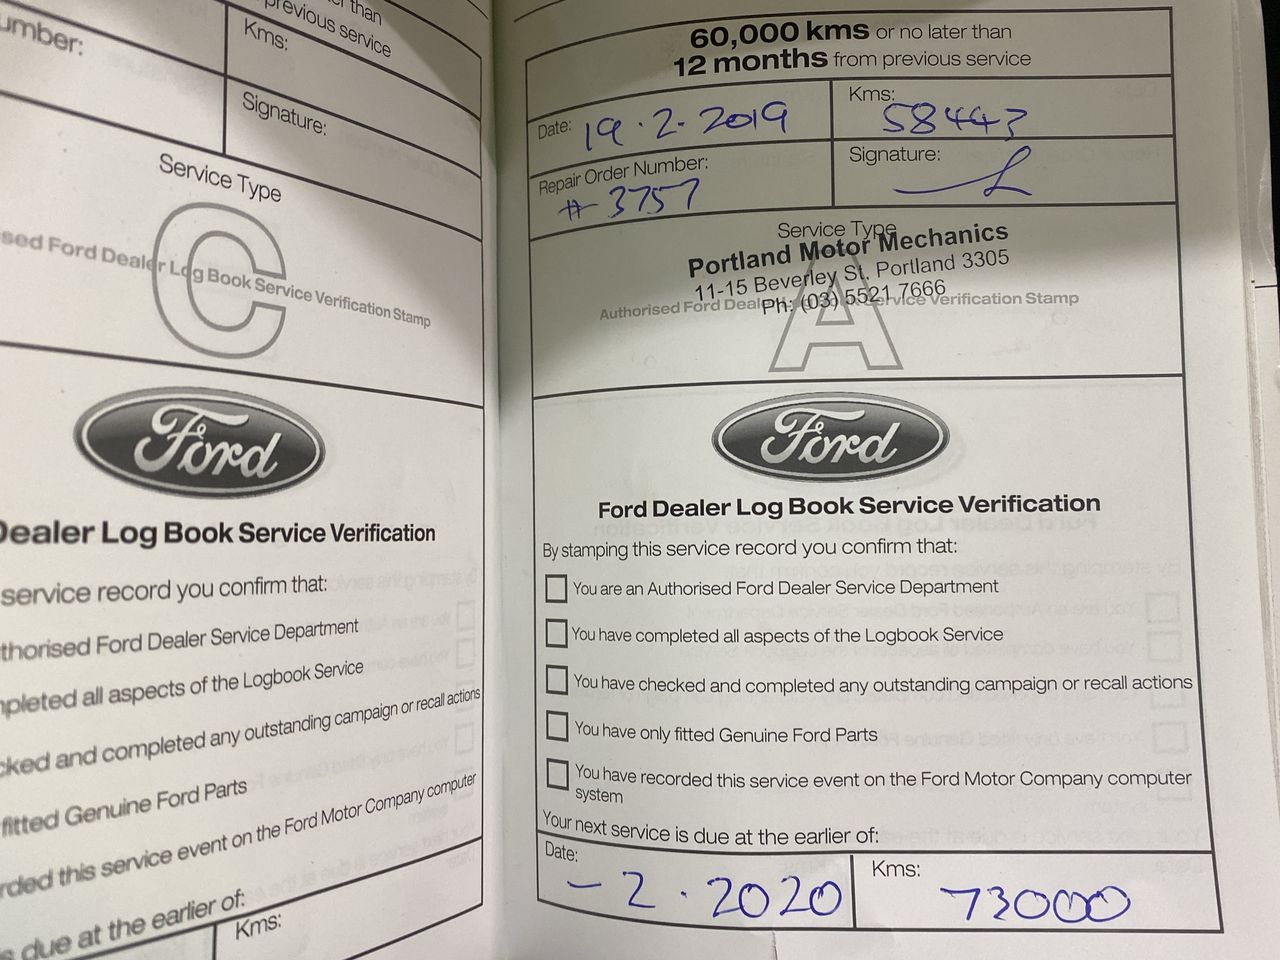 than
previous service
umber:
Kms:
Signature:
Service Type
C
sed Ford Dealer Log Book Service Verification Stamp
Ford
Dealer Log Book Service Verification
service record you confirm that:
thorised Ford Dealer Service Department
mpleted all aspects of the Logbook Service
cked and completed any outstanding campaign or recall actions
fitted Genuine Ford Parts
rded this service event on the Ford Motor Company computer
s due at the earlier of:
Kms:
60,000 kms or no later than
12 months from previous service
Date: 19.2.2019
Kms: 58443
Repair Order Number:
#3757
Signature:
Service Type
Portland Motor Mechanics
11-15 Beverley St, Portland 3305
Ph: (03) 5521 7666
Authorised Ford Deal rvice Verification Stamp
A
Ford
Ford Dealer Log Book Service Verification
By stamping this service record you confirm that:
You are an Authorised Ford Dealer Service Department
You have completed all aspects of the Logbook Service
You have checked and completed any outstanding campaign or recall actions
You have only fitted Genuine Ford Parts
You have recorded this service event on the Ford Motor Company computer
system
Your next service is due at the earlier of:
Date: – 2.2020
Kms: 73000